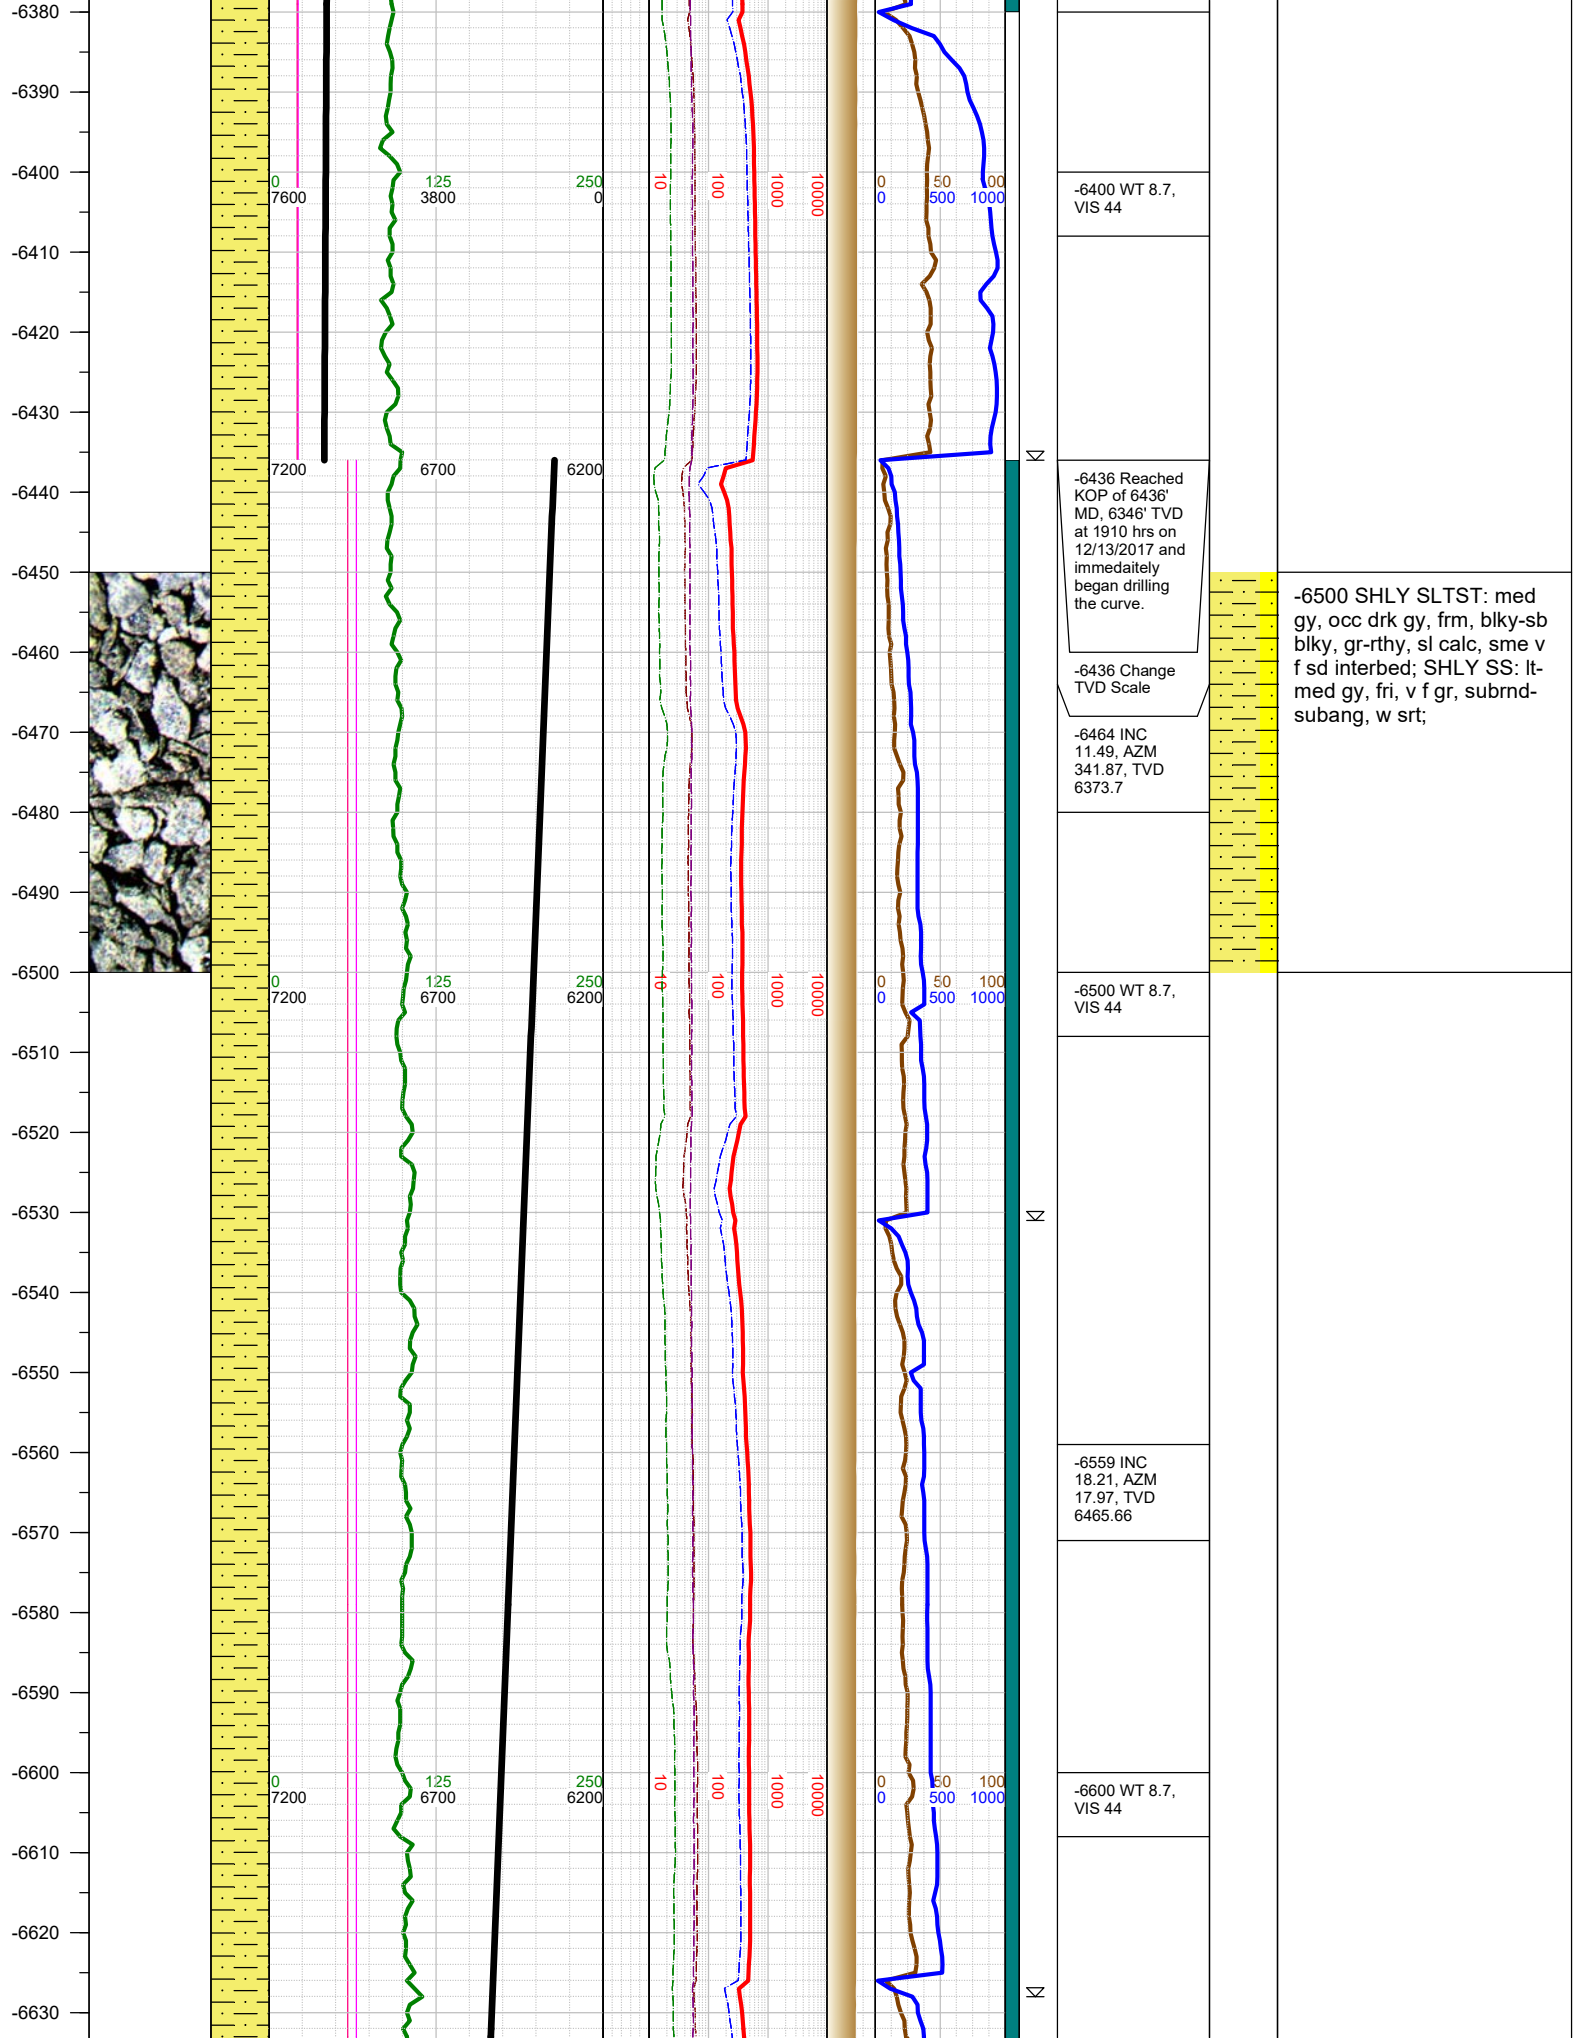 -6380
-6390
-6400
0 125 250
7600 3800 0
10 100 1000 10000
0 50 100
0 500 1000
-6400 WT 8.7,
VIS 44
-6410
-6420
-6430
7200 6700 6200
-6436 Reached
KOP of 6436'
MD, 6346' TVD
at 1910 hrs on
12/13/2017 and
immedaitely
began drilling
the curve.
-6440
-6450
-6500 SHLY SLTST: med
gy, occ drk gy, frm, blky-sb
blky, gr-rthy, sl calc, sme v
f sd interbed; SHLY SS: lt-
med gy, fri, v f gr, subrnd-
subang, w srt;
-6460
-6436 Change
TVD Scale
-6470
-6464 INC
11.49, AZM
341.87, TVD
6373.7
-6480
-6490
-6500
0 125 250
7200 6700 6200
10 100 1000 10000
0 50 100
0 500 1000
-6500 WT 8.7,
VIS 44
-6510
-6520
-6530
-6540
-6550
-6560
-6559 INC
18.21, AZM
17.97, TVD
6465.66
-6570
-6580
-6590
-6600
0 125 250
7200 6700 6200
10 100 1000 10000
0 50 100
0 500 1000
-6600 WT 8.7,
VIS 44
-6610
-6620
-6630